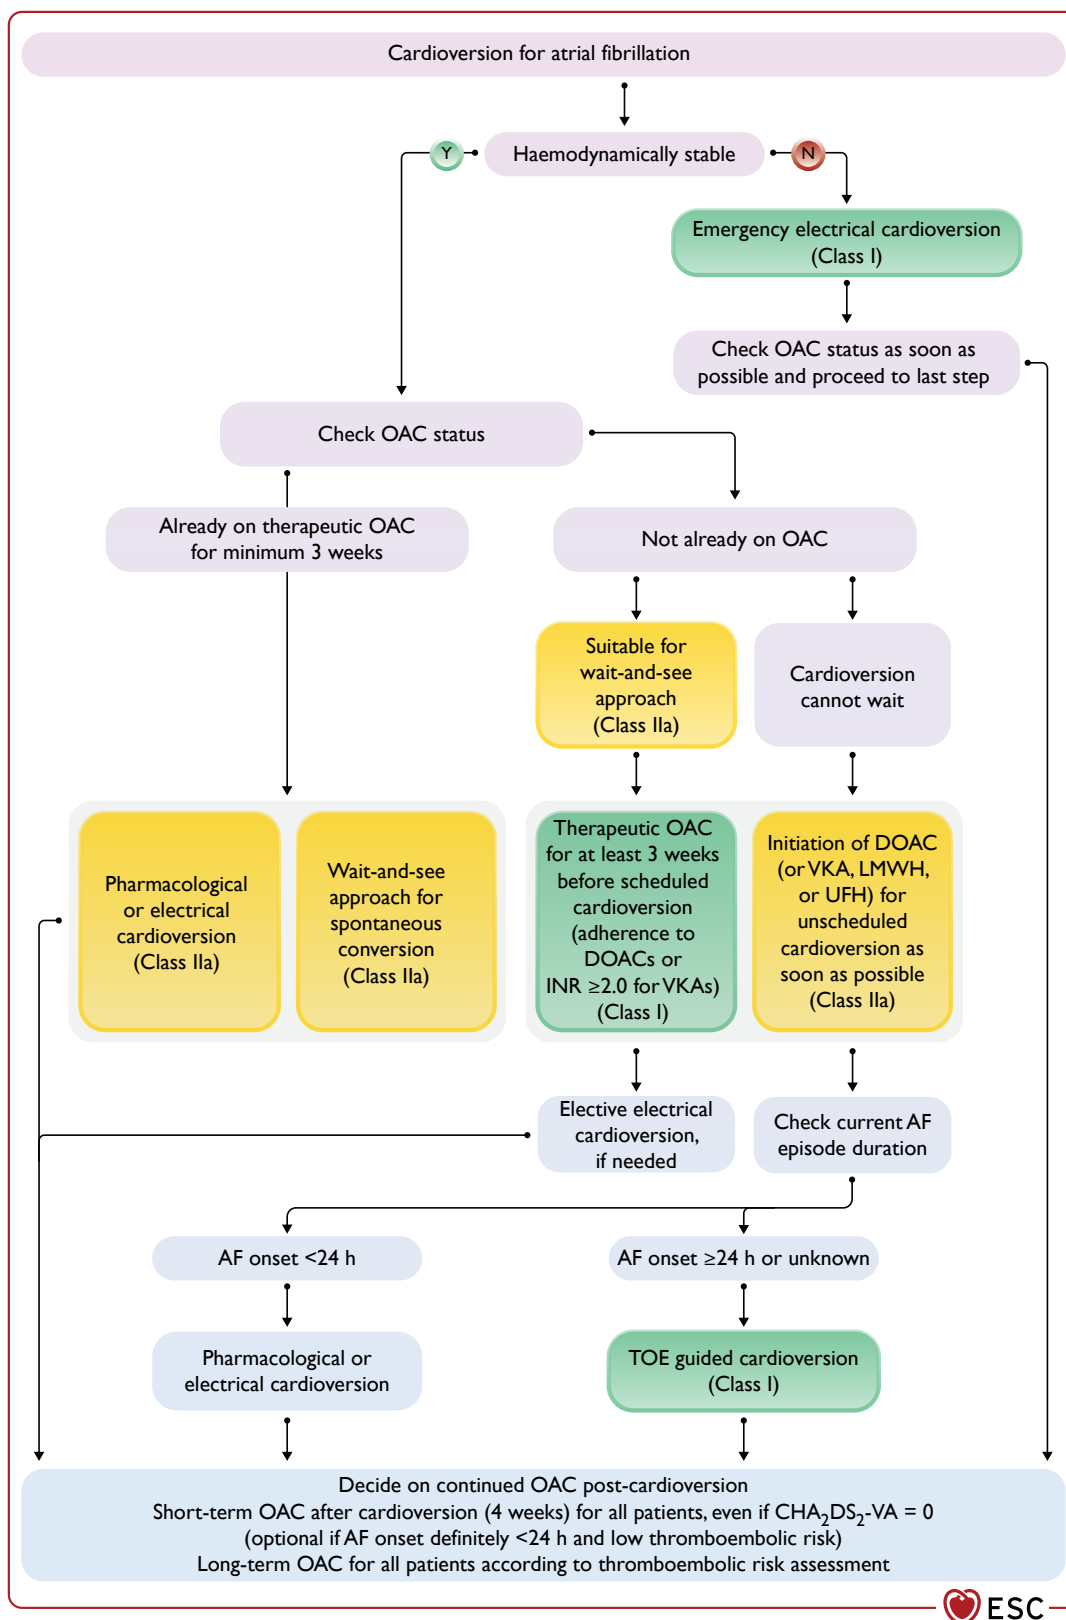 Cardioversion for atrial fibrillation
Y
Haemodynamically stable
N
Emergency electrical cardioversion
(Class I)
Check OAC status as soon as
possible and proceed to last step
Check OAC status
Already on therapeutic OAC
for minimum 3 weeks
Not already on OAC
Suitable for
wait-and-see
approach
(Class IIa)
Cardioversion
cannot wait
Pharmacological
or electrical
cardioversion
(Class IIa)
Wait-and-see
approach for
spontaneous
conversion
(Class IIa)
Therapeutic OAC
for at least 3 weeks
before scheduled
cardioversion
(adherence to
DOACs or
INR ≥2.0 for VKAs)
(Class I)
Initiation of DOAC
(or VKA, LMWH,
or UFH) for
unscheduled
cardioversion as
soon as possible
(Class IIa)
Elective electrical
cardioversion,
if needed
Check current AF
episode duration
AF onset <24 h
AF onset ≥24 h or unknown
Pharmacological or
electrical cardioversion
TOE guided cardioversion
(Class I)
Decide on continued OAC post-cardioversion
Short-term OAC after cardioversion (4 weeks) for all patients, even if CHA₂DS₂-VA = 0
(optional if AF onset definitely <24 h and low thromboembolic risk)
Long-term OAC for all patients according to thromboembolic risk assessment
ESC